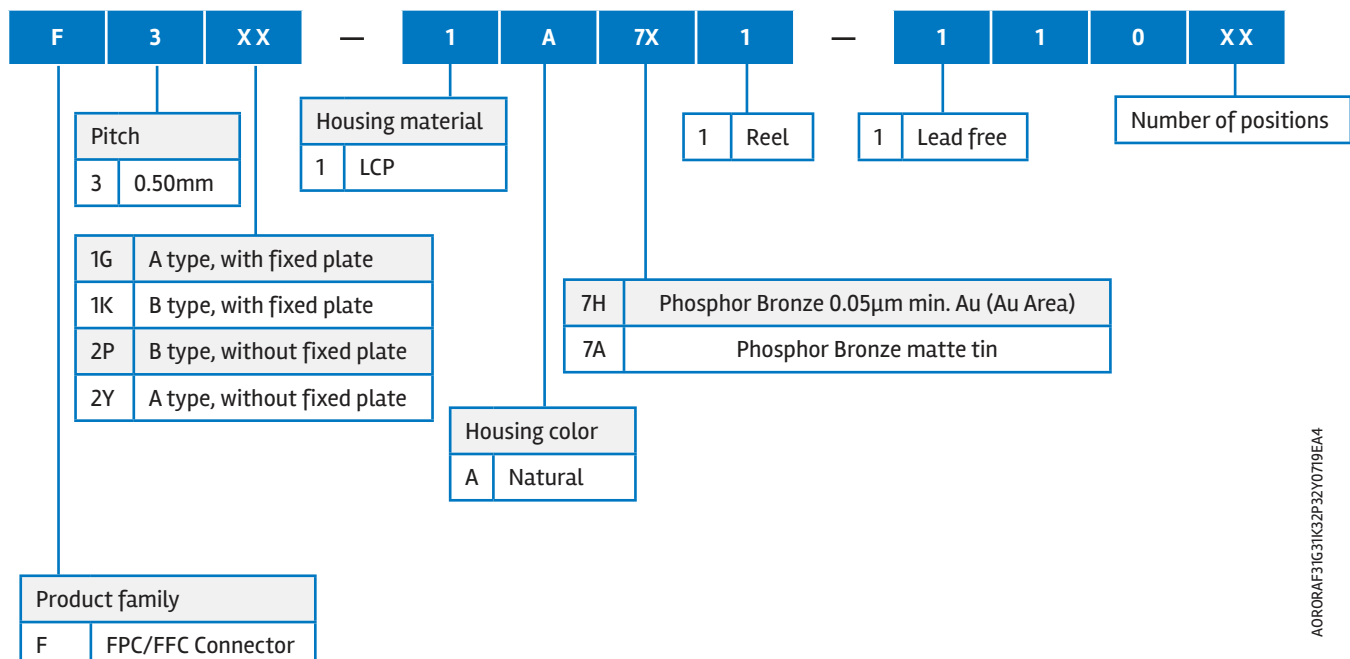 F 3 XX — 1 A 7X 1 — 1 1 0 XX
Pitch
3 0.50mm
Housing material
1 LCP
1 Reel
1 Lead free
Number of positions
1G A type, with fixed plate
1K B type, with fixed plate
2P B type, without fixed plate
2Y A type, without fixed plate
7H Phosphor Bronze 0.05µm min. Au (Au Area)
7A Phosphor Bronze matte tin
Housing color
A Natural
Product family
F FPC/FFC Connector
AORORAF31G31K32P32Y0719EA4